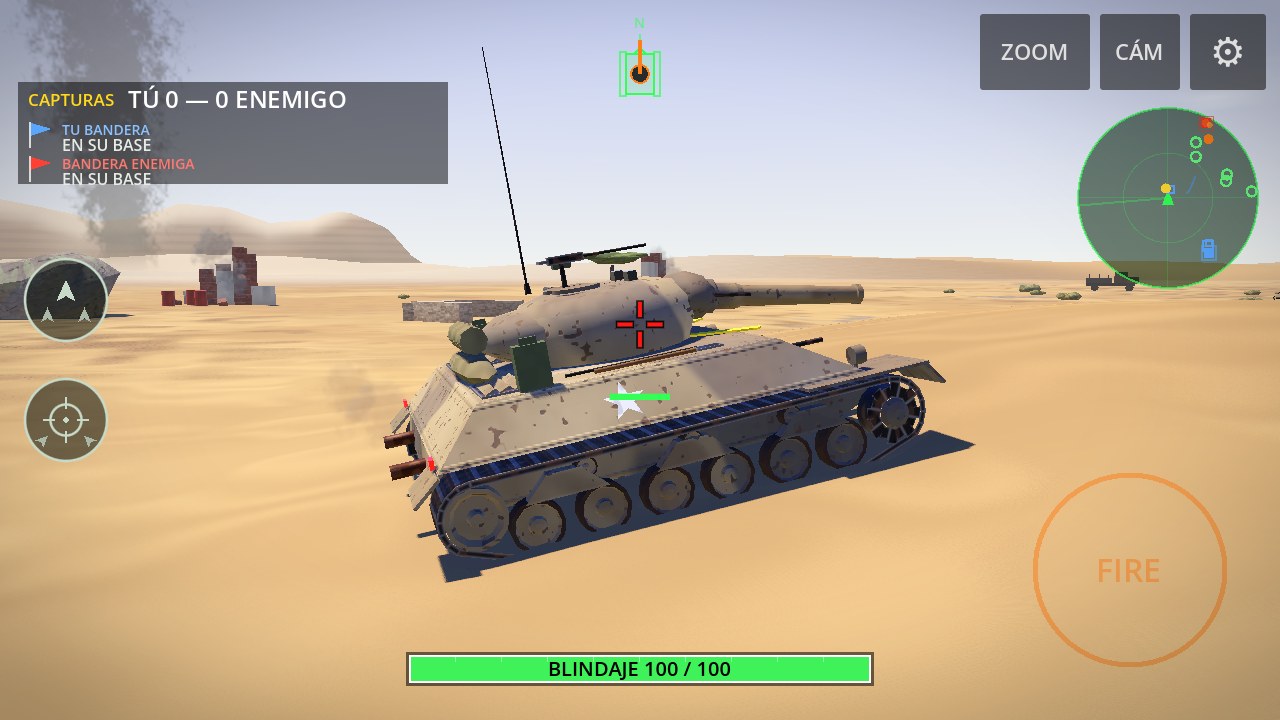 N
ZOOM
CÁM
CAPTURAS TÚ 0 — 0 ENEMIGO
TU BANDERA
EN SU BASE
BANDERA ENEMIGA
EN SU BASE
FIRE
BLINDAJE 100 / 100